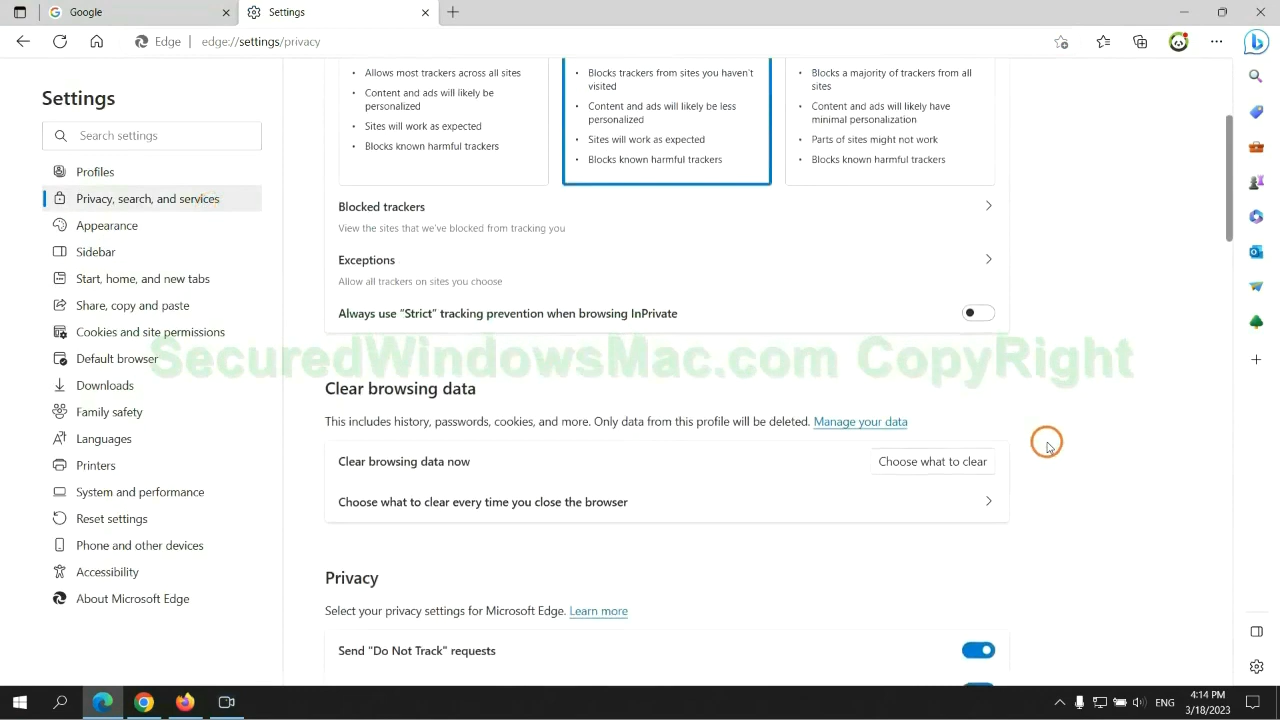 Google
Settings
Edge
edge://settings/privacy
Settings
Search settings
Profiles
Privacy, search, and services
Appearance
Sidebar
Start, home, and new tabs
Share, copy and paste
Cookies and site permissions
Default browser
Downloads
Family safety
Languages
Printers
System and performance
Reset settings
Phone and other devices
Accessibility
About Microsoft Edge
Allows most trackers across all sites
Content and ads will likely be
personalized
Sites will work as expected
Blocks known harmful trackers
Blocks trackers from sites you haven't
visited
Content and ads will likely be less
personalized
Sites will work as expected
Blocks known harmful trackers
Blocks a majority of trackers from all
sites
Content and ads will likely have
minimal personalization
Parts of sites might not work
Blocks known harmful trackers
Blocked trackers
View the sites that we've blocked from tracking you
Exceptions
Allow all trackers on sites you choose
Always use "Strict" tracking prevention when browsing InPrivate
SecuredWindowsMac.com CopyRight
Clear browsing data
This includes history, passwords, cookies, and more. Only data from this profile will be deleted. Manage your data
Clear browsing data now
Choose what to clear
Choose what to clear every time you close the browser
Privacy
Select your privacy settings for Microsoft Edge. Learn more
Send "Do Not Track" requests
ENG
4:14 PM
3/18/2023